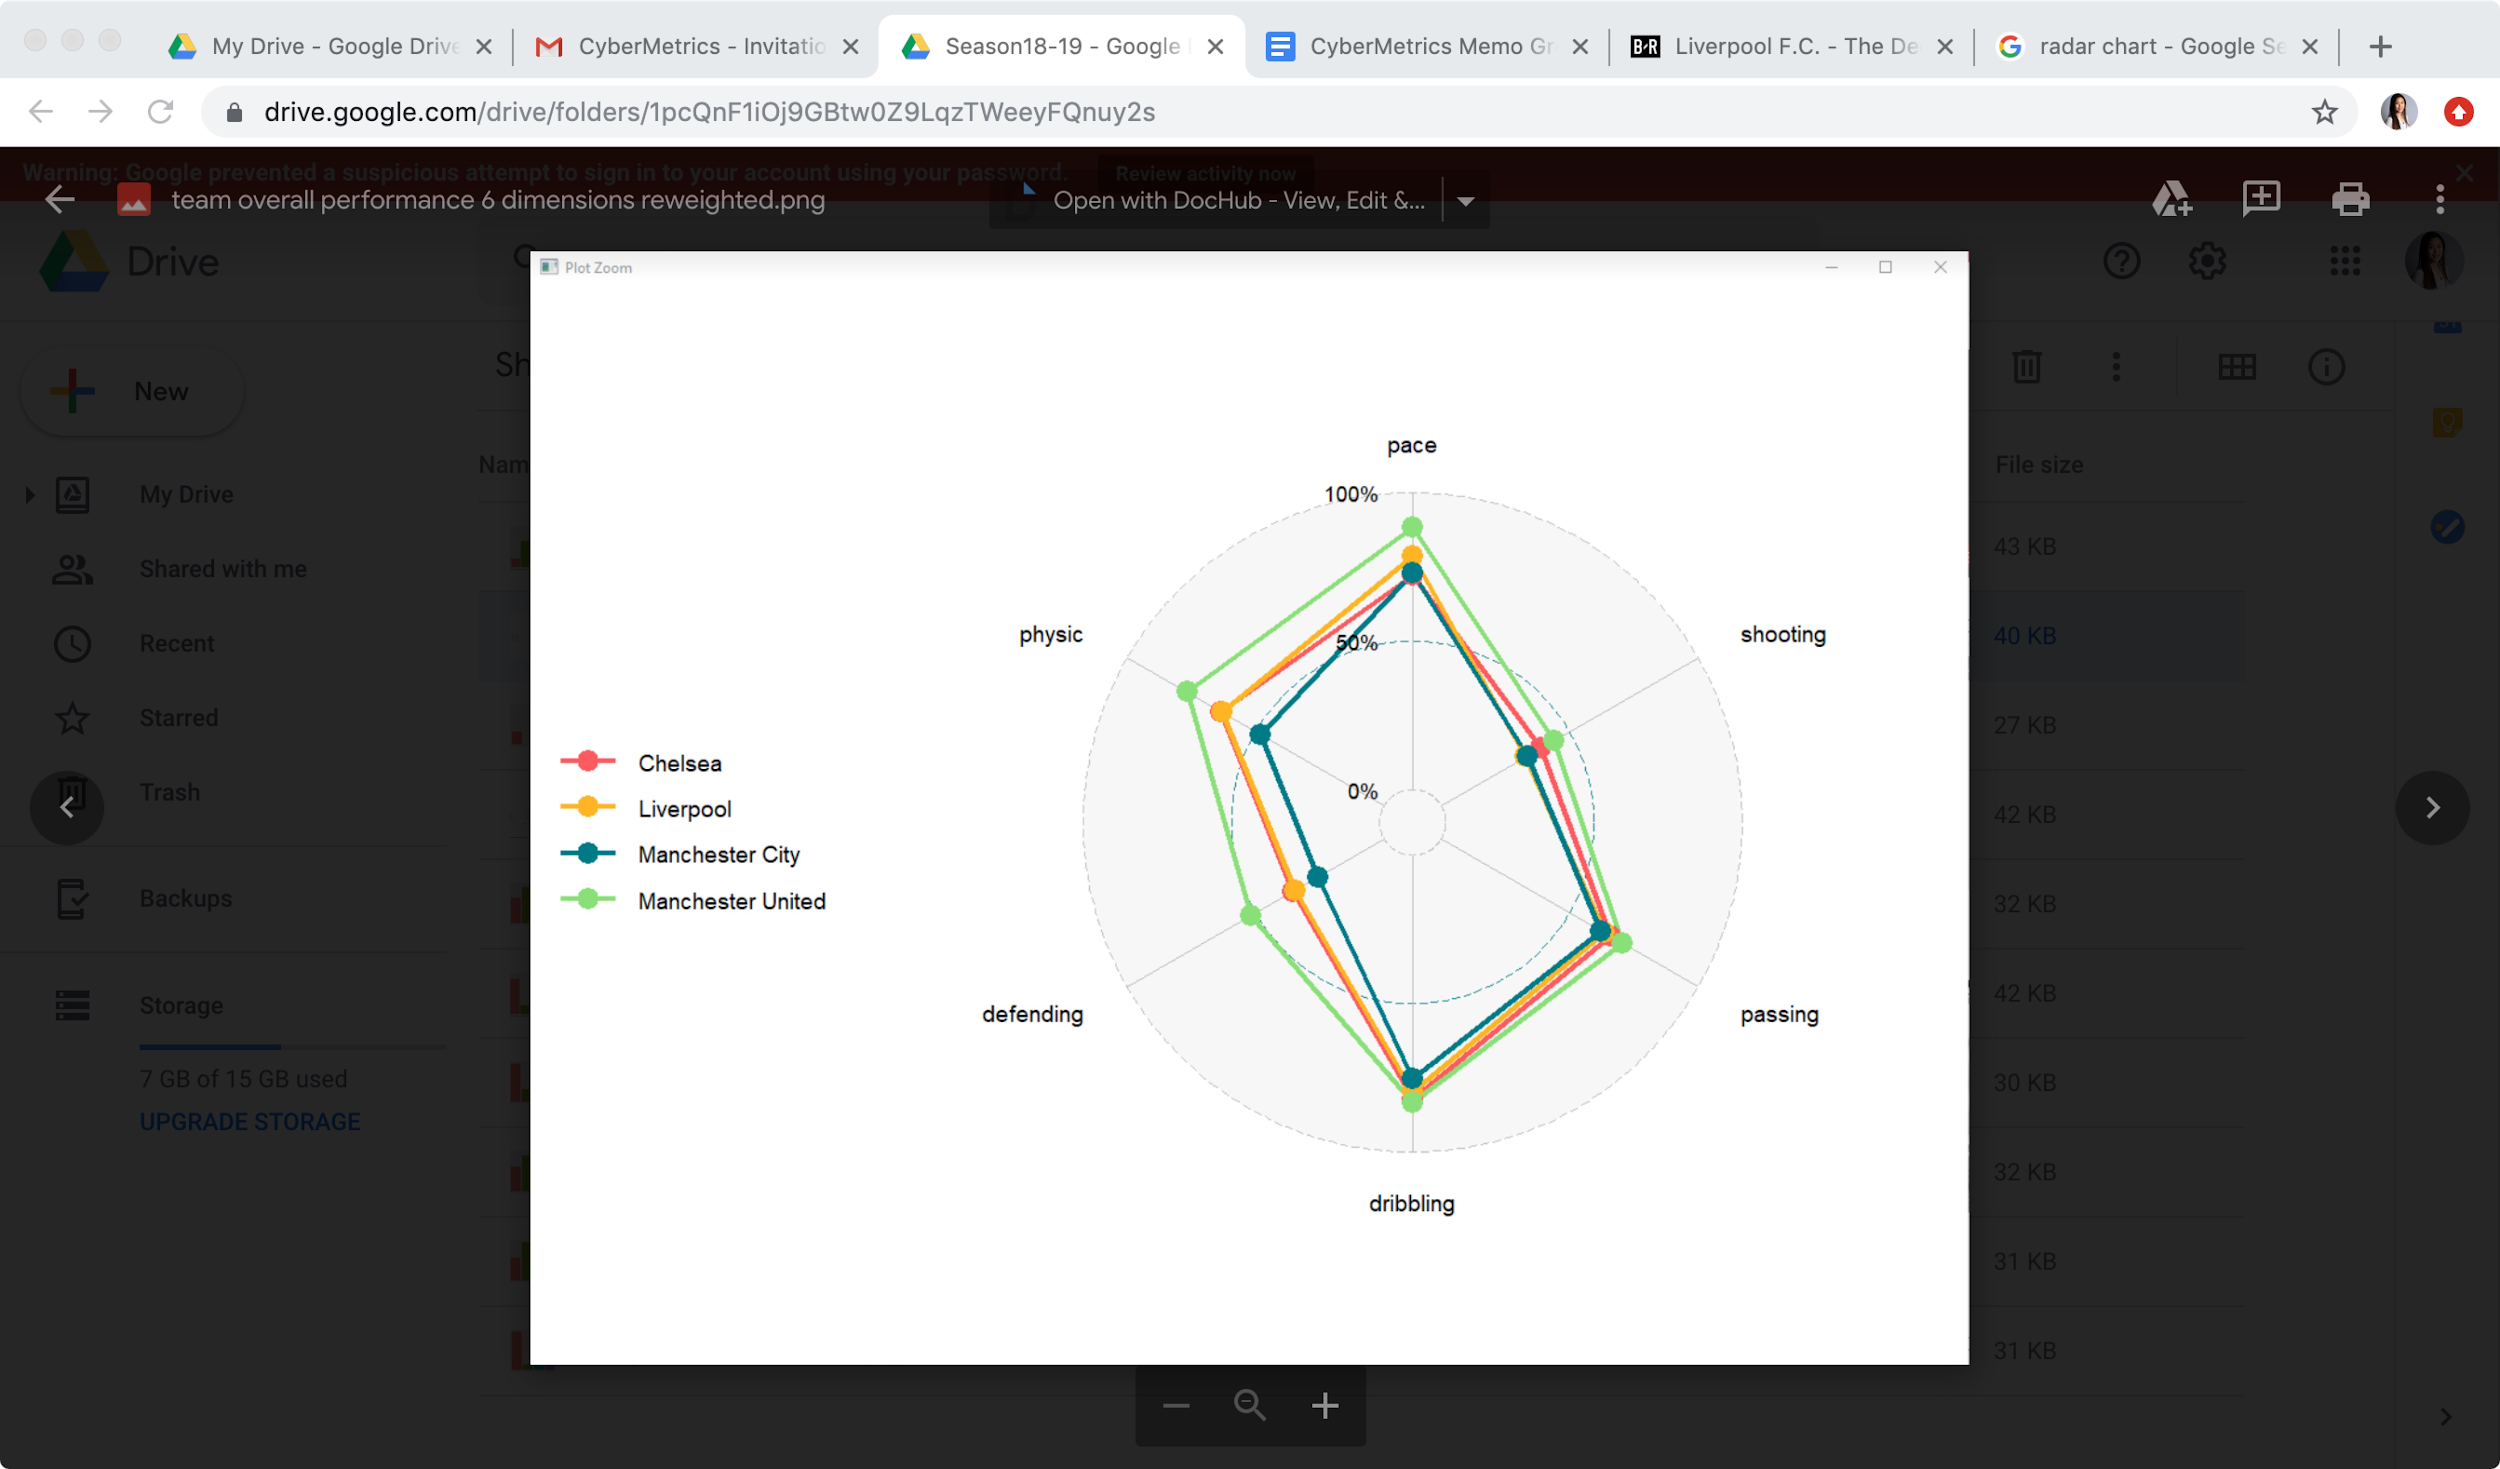 My Drive - Google Drive
CyberMetrics - Invitatio
Season18-19 - Google
CyberMetrics Memo Gr
Liverpool F.C. - The De
radar chart - Google Se
drive.google.com/drive/folders/1pcQnF1iOj9GBtw0Z9LqzTWeeyFQnuy2s
Warning: Google prevented a suspicious attempt to sign in to your account using your password.
Review activity now
team overall performance 6 dimensions reweighted.png
Open with DocHub - View, Edit &...
Drive
Plot Zoom
New
Sh
Nam
File size
My Drive
Shared with me
Recent
Starred
Trash
Backups
Storage
7 GB of 15 GB used
UPGRADE STORAGE
pace
100%
physic
shooting
50%
0%
Chelsea
Liverpool
Manchester City
Manchester United
defending
passing
dribbling
43 KB
40 KB
27 KB
42 KB
32 KB
42 KB
30 KB
32 KB
31 KB
31 KB